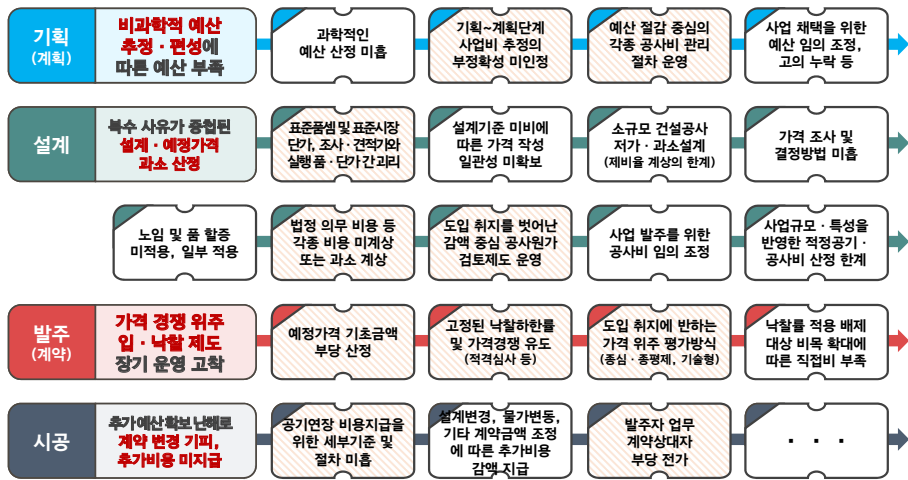 기획
(계획)
비과학적 예산
추정 · 편성에
따른 예산 부족
과학적인
예산 산정 미흡
기획~계획단계
사업비 추정의
부정확성 미인정
예산 절감 중심의
각종 공사비 관리
절차 운영
사업 채택을 위한
예산 임의 조정,
고의 누락 등
설계
복수 사유가 중첩된
설계 · 예정가격
과소 산정
표준품셈 및 표준시장
단가, 조사 · 견적가와
실행 품 · 단가 간 괴리
설계기준 미비에
따른 가격 작성
일관성 미확보
소규모 건설공사
저가 · 과소설계
(제비율 계상의 한계)
가격 조사 및
결정방법 미흡
노임 및 품 할증
미적용, 일부 적용
법정 의무 비용 등
각종 비용 미계상
또는 과소 계상
도입 취지를 벗어난
감액 중심 공사원가
검토제도 운영
사업 발주를 위한
공사비 임의 조정
사업규모 · 특성을
반영한 적정공기 ·
공사비 산정 한계
발주
(계약)
가격 경쟁 위주
입 · 낙찰 제도
장기 운영 고착
예정가격 기초금액
부당 산정
고정된 낙찰하한률
및 가격경쟁 유도
(적격심사 등)
도입 취지에 반하는
가격 위주 평가방식
(종심 · 종평제, 기술형)
낙찰률 적용 배제
대상 비목 확대에
따른 직접비 부족
시공
추가 예산 확보 난해로
계약 변경 기피,
추가비용 미지급
공기연장 비용지급을
위한 세부기준 및
절차 미흡
설계변경, 물가변동,
기타 계약금액 조정
에 따른 추가비용
감액 지급
발주자 업무
계약상대자
부당 전가
· · ·